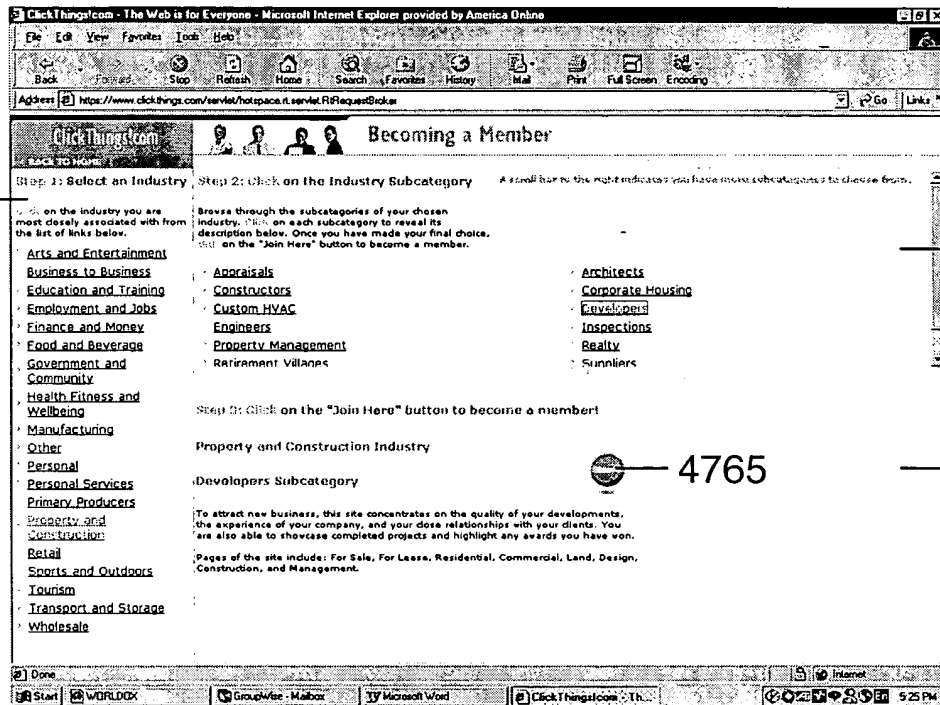 ClickThings!com - The Web is for Everyone - Microsoft Internet Explorer provided by America Online
File Edit View Favorites Tools Help
Back Forward Stop Refresh Home Search Favorites History Mail Print Full Screen Encoding
Address https://www.clickthings.com/servlet/hotspace.rt.servlet.RtRequestBroker Go Links »
ClickThings!com Becoming a Member
BACK TO HOME
Step 1: Select an Industry
Click on the industry you are
most closely associated with from
the list of links below.
Arts and Entertainment
Business to Business
Education and Training
Employment and Jobs
Finance and Money
Food and Beverage
Government and
Community
Health Fitness and
Wellbeing
Manufacturing
Other
Personal
Personal Services
Primary Producers
Property and
Construction
Retail
Sports and Outdoors
Tourism
Transport and Storage
Wholesale
Step 2: Click on the Industry Subcategory
A scroll bar to the right indicates you have more subcategories to choose from.
Browse through the subcategories of your chosen
industry. Click on each subcategory to reveal its
description below. Once you have made your final choice,
click on the "Join Here" button to become a member.
Appraisals Architects
Constructors Corporate Housing
Custom HVAC Developers
Engineers Inspections
Property Management Realty
Retirement Villages Suppliers
Step 3: Click on the "Join Here" button to become a member!
Property and Construction Industry
4765
Developers Subcategory
To attract new business, this site concentrates on the quality of your developments,
the experience of your company, and your close relationships with your clients. You
are also able to showcase completed projects and highlight any awards you have won.
Pages of the site include: For Sale, For Lease, Residential, Commercial, Land, Design,
Construction, and Management.
Done Internet
Start WORLDOX GroupWise - Mailbox Microsoft Word ClickThings!com - Th... 5:25 PM